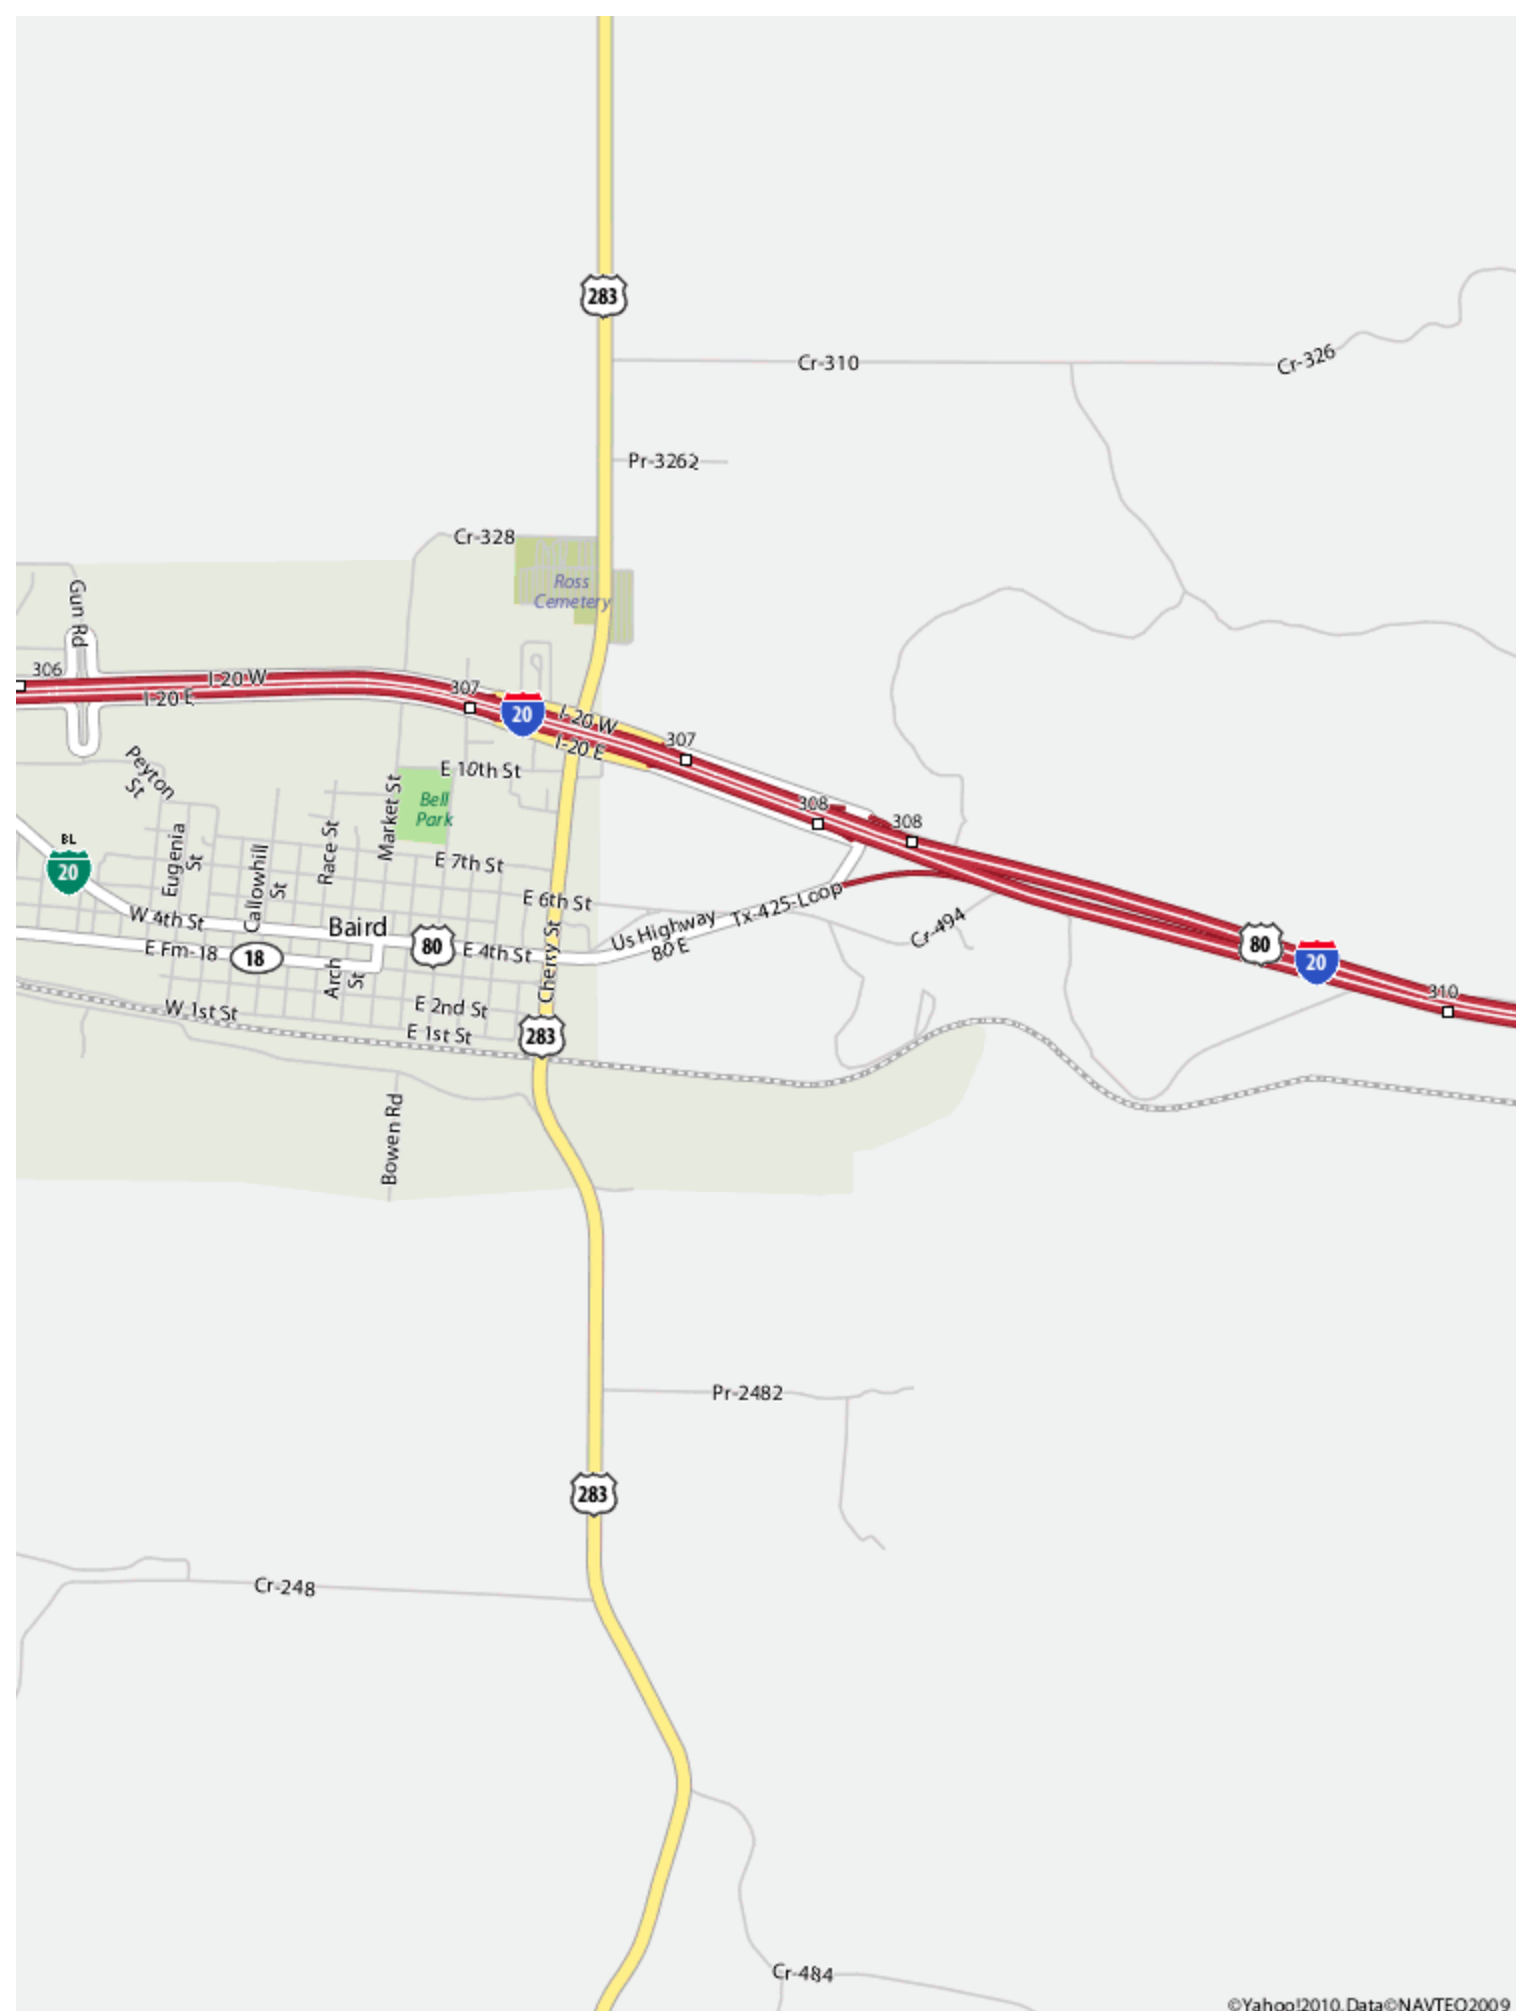 283
Cr-310
Cr-326
Pr-3262
Cr-328
Ross
Cemetery
Gun Rd
306
I-20 W
I-20 E
307
20
I-20 W
I-20 E
307
Peyton
St
E 10th St
Bell
Park
Market St
308
308
BL
20
Eugenia
St
Callowhill
St
Race St
E 7th St
E 6th St
Tx-425-Loop
W 4th St
Baird
80
E 4th St
Cherry St
Us Highway
80 E
Cr-494
80
20
310
E Fm-18
18
Arch
St
W 1st St
E 2nd St
E 1st St
283
Bowen Rd
Pr-2482
283
Cr-248
Cr-484
©Yahoo!2010,Data©NAVTEQ2009